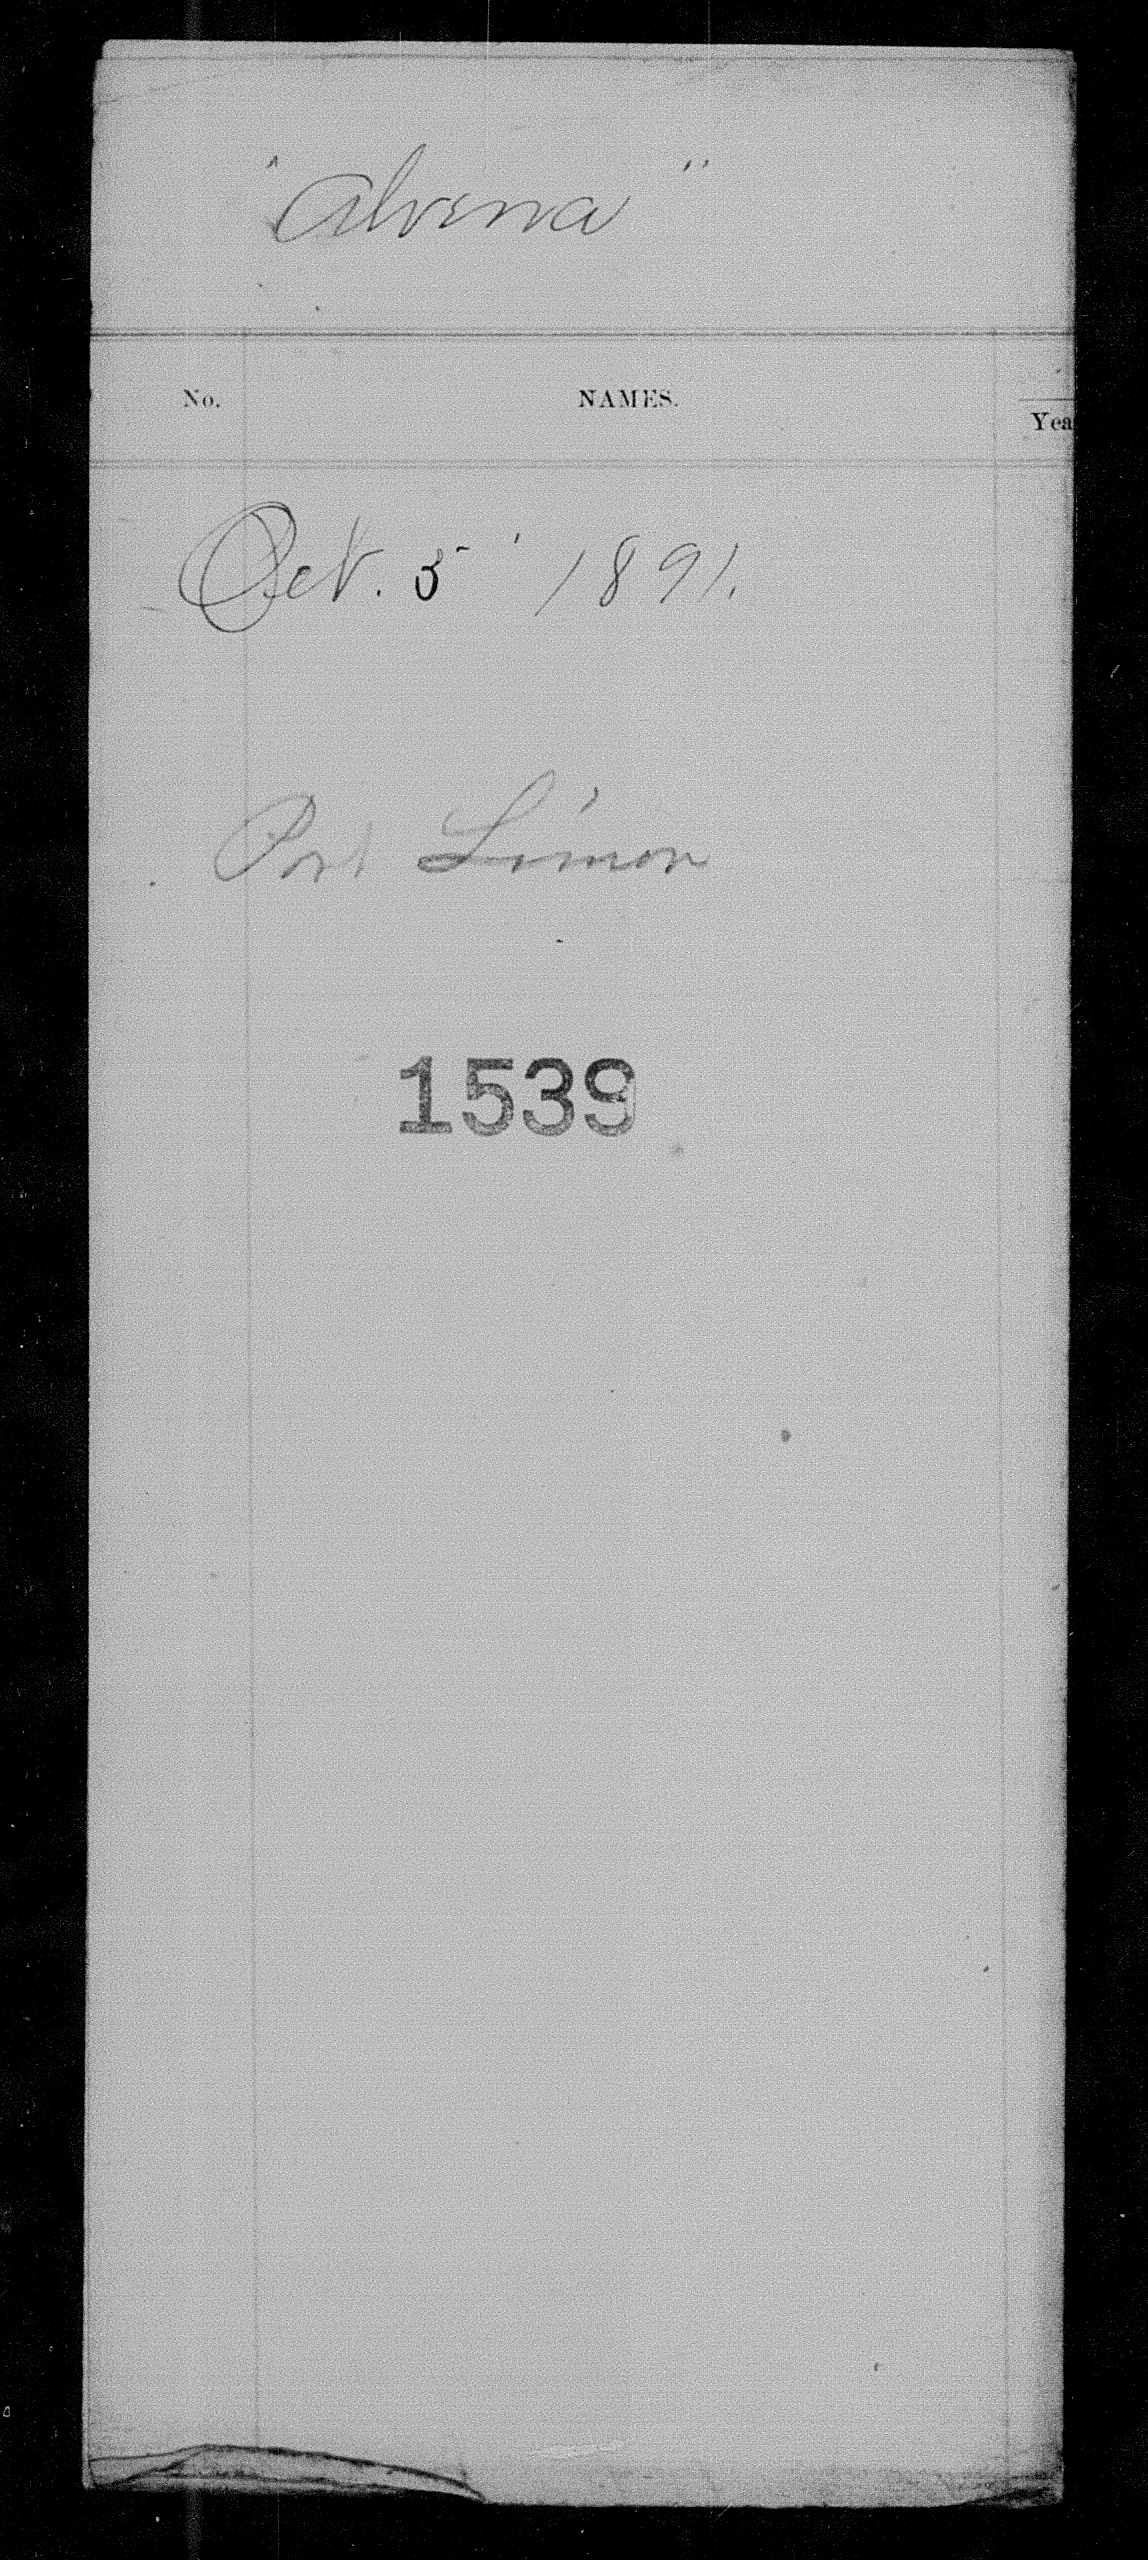 "Alvena"
No. NAMES. Yea
Oct. 5' 1891.
Port Limon
1539